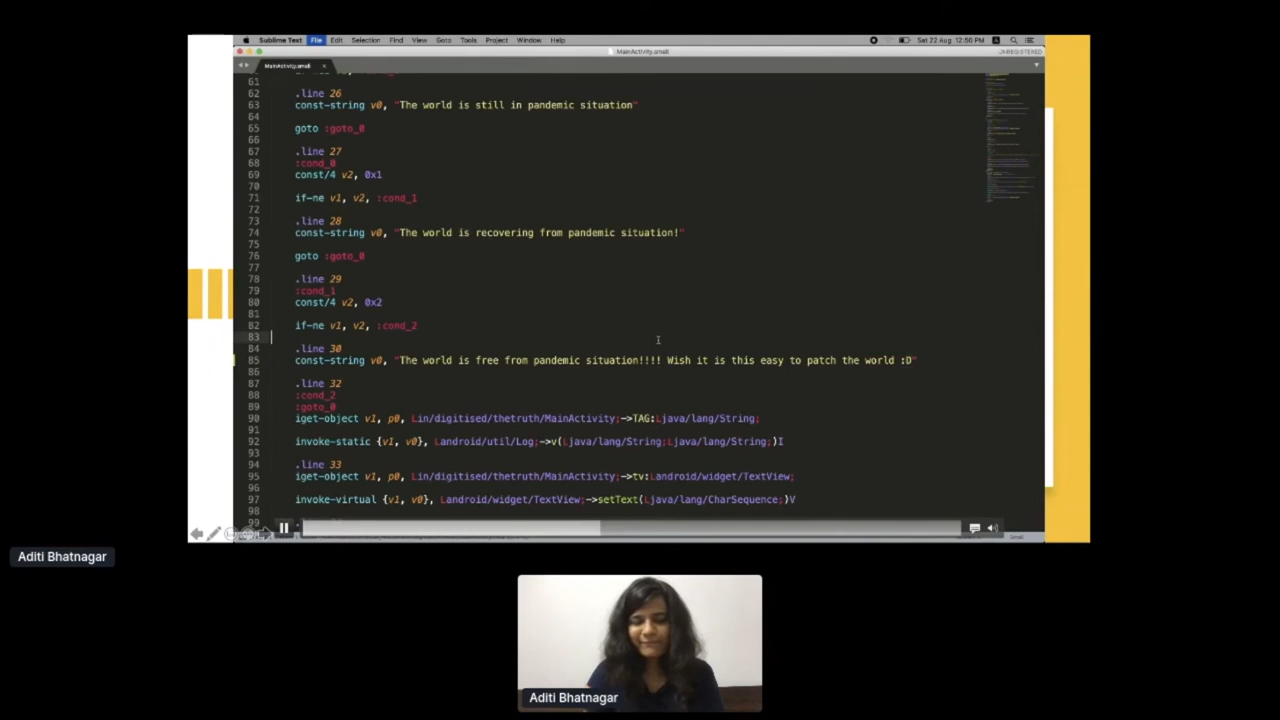 Sublime Text File Edit Selection Find View Goto Tools Project Window Help Sat 22 Aug 12:50 PM
MainActivity.smali UNREGISTERED
MainActivity.smali x
61
62 .line 26
63 const-string v0, "The world is still in pandemic situation"
64
65 goto :goto_0
66
67 .line 27
68 :cond_0
69 const/4 v2, 0x1
70
71 if-ne v1, v2, :cond_1
72
73 .line 28
74 const-string v0, "The world is recovering from pandemic situation!"
75
76 goto :goto_0
77
78 .line 29
79 :cond_1
80 const/4 v2, 0x2
81
82 if-ne v1, v2, :cond_2
83
84 .line 30
85 const-string v0, "The world is free from pandemic situation!!!! Wish it is this easy to patch the world :D"
86
87 .line 32
88 :cond_2
89 :goto_0
90 iget-object v1, p0, Lin/digitised/thetruth/MainActivity;->TAG:Ljava/lang/String;
91
92 invoke-static {v1, v0}, Landroid/util/Log;->v(Ljava/lang/String;Ljava/lang/String;)I
93
94 .line 33
95 iget-object v1, p0, Lin/digitised/thetruth/MainActivity;->tv:Landroid/widget/TextView;
96
97 invoke-virtual {v1, v0}, Landroid/widget/TextView;->setText(Ljava/lang/CharSequence;)V
98
99
Aditi Bhatnagar
Aditi Bhatnagar